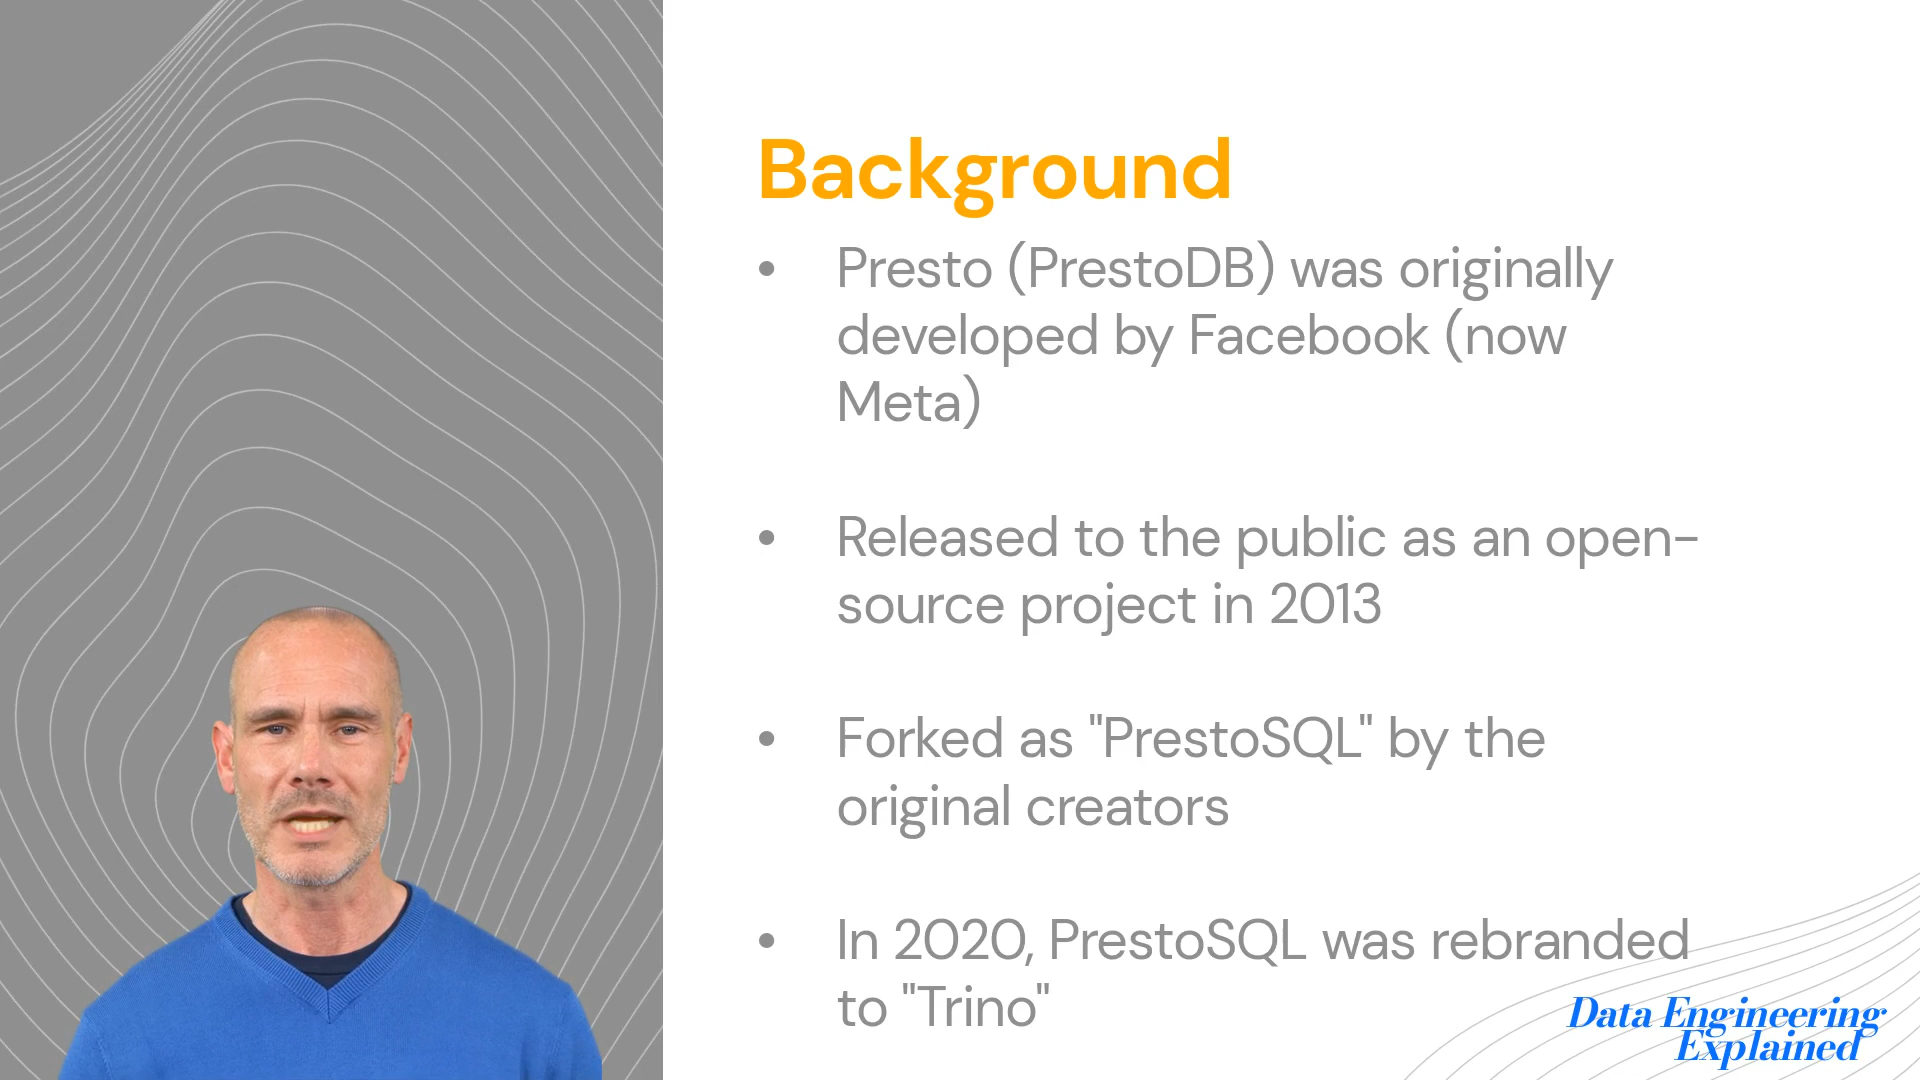 Background
• Presto (PrestoDB) was originally
developed by Facebook (now
Meta)
• Released to the public as an open-
source project in 2013
• Forked as "PrestoSQL" by the
original creators
• In 2020, PrestoSQL was rebranded
to "Trino"
Data Engineering
Explained